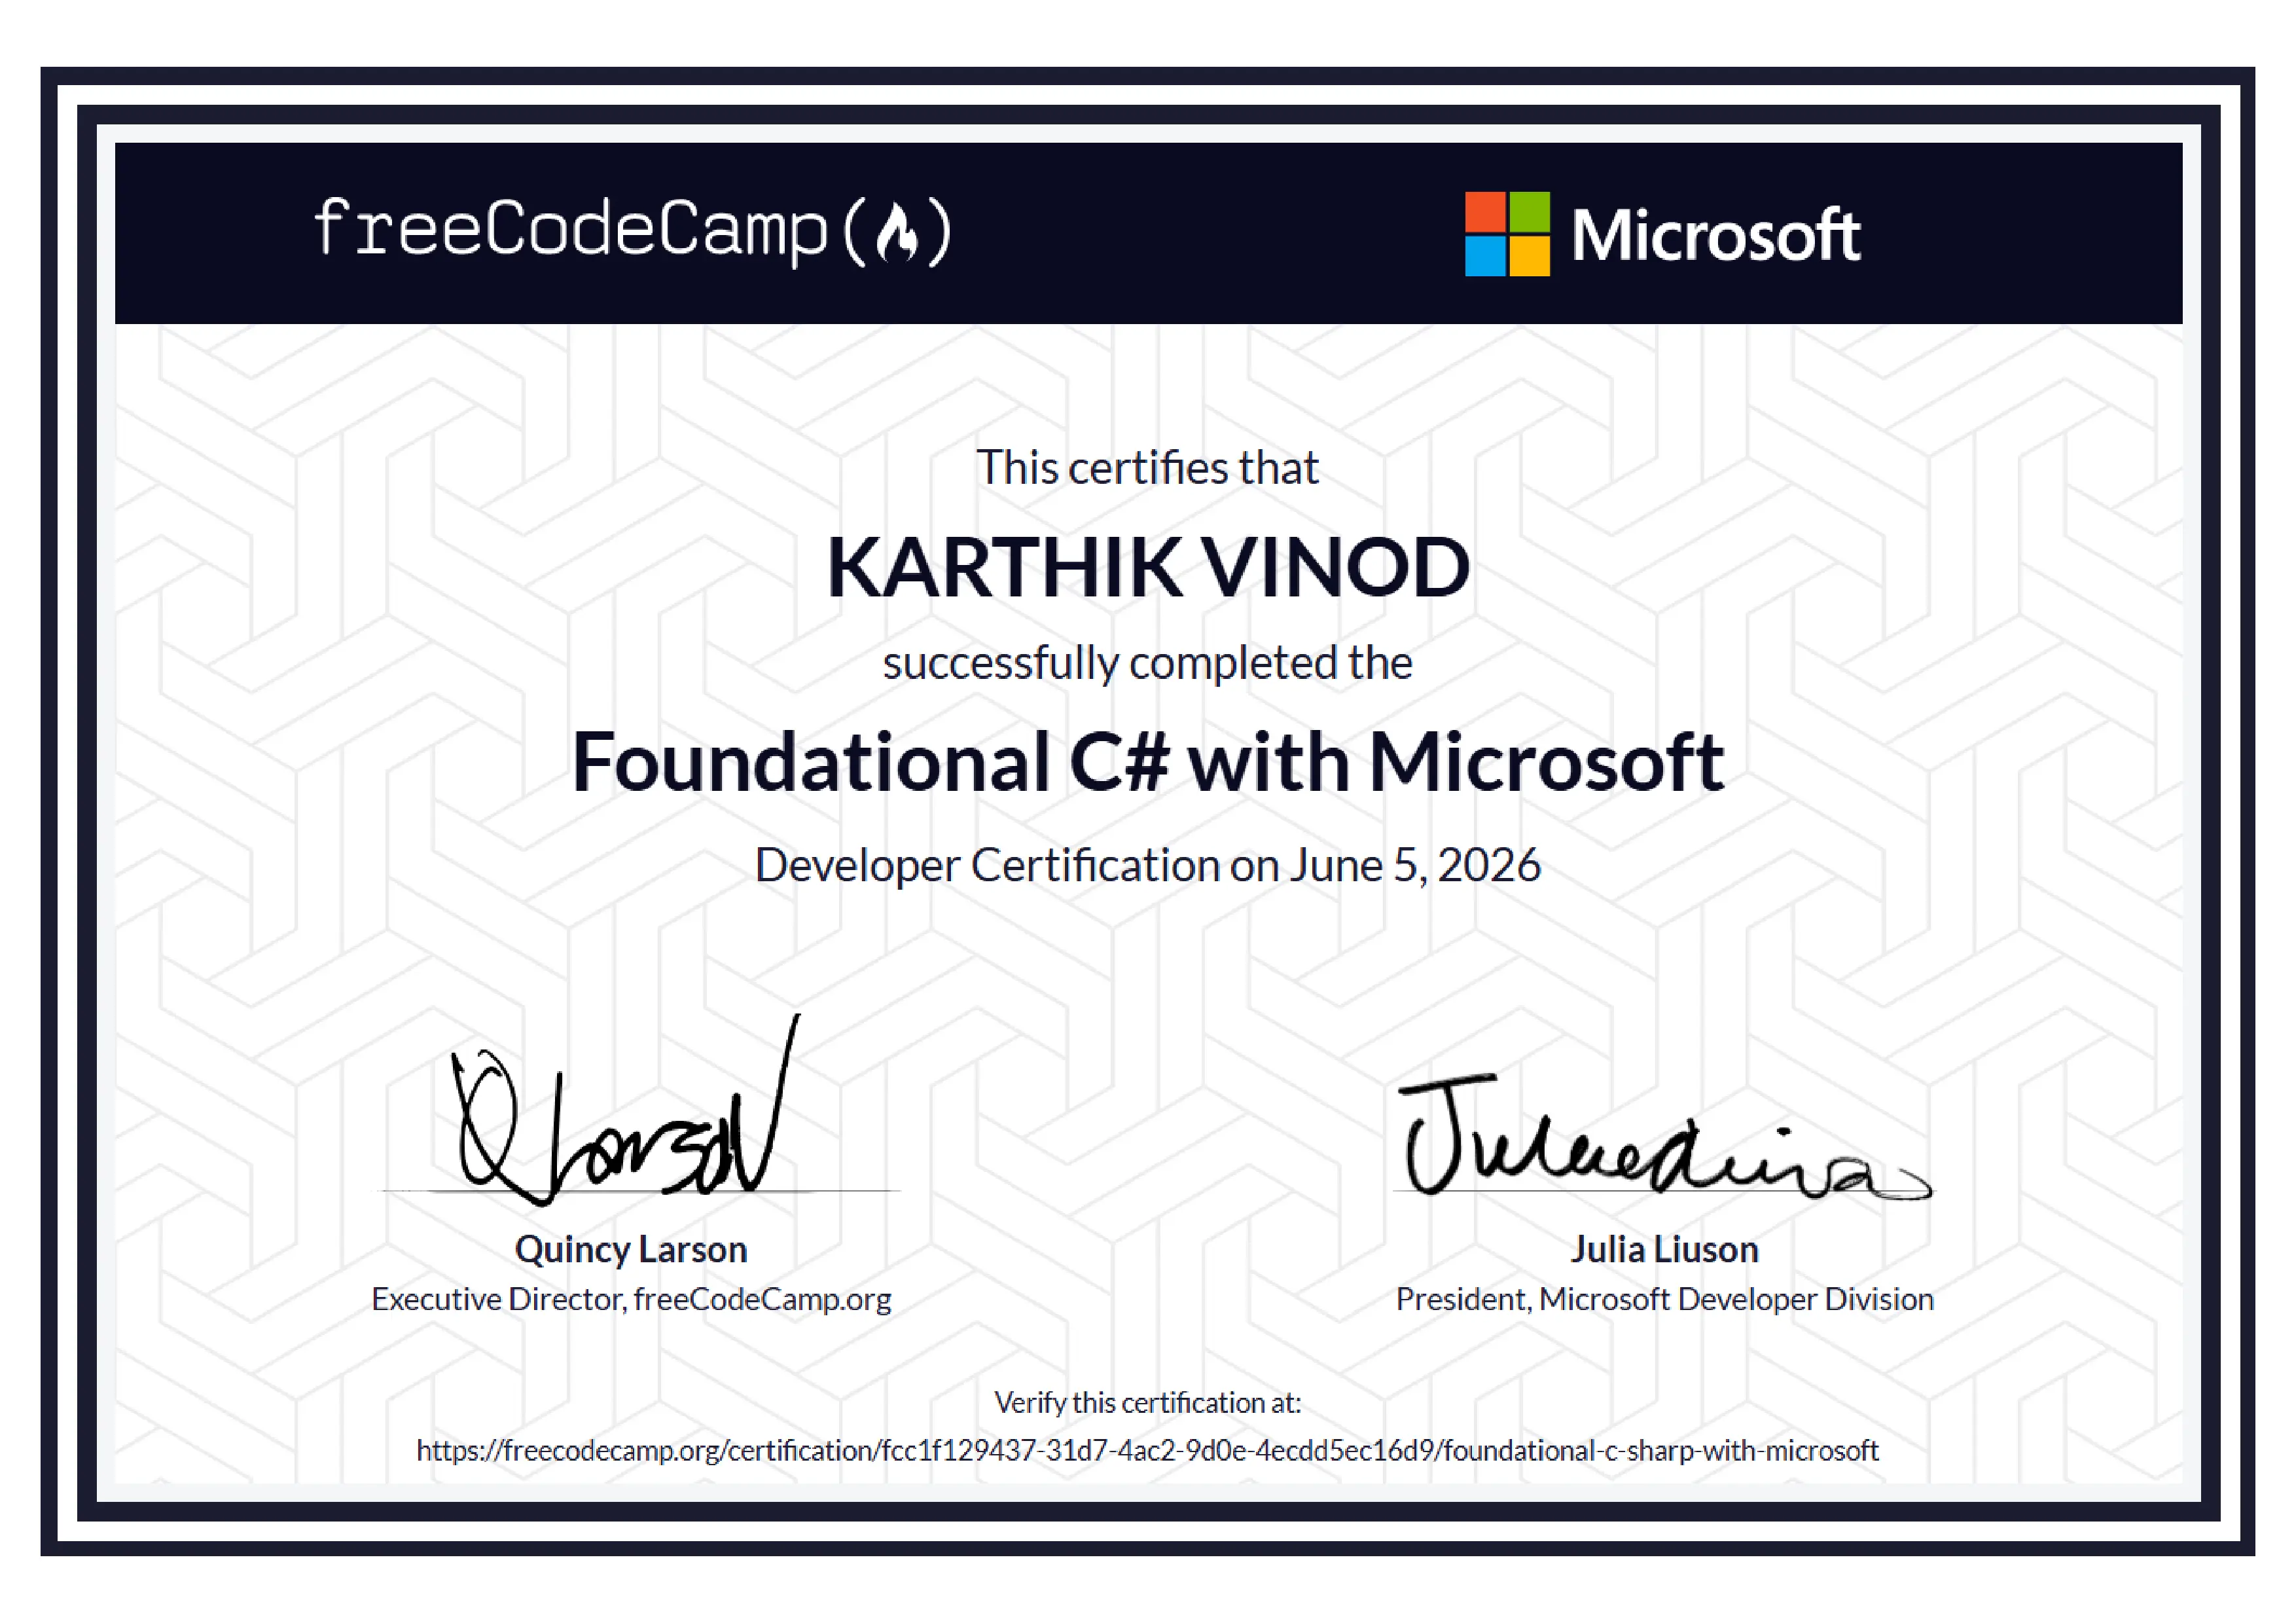 freeCodeCamp(🔥)
Microsoft
This certifies that
KARTHIK VINOD
successfully completed the
Foundational C# with Microsoft
Developer Certification on June 5, 2026
Quincy Larson
Executive Director, freeCodeCamp.org
Julia Liuson
President, Microsoft Developer Division
Verify this certification at:
https://freecodecamp.org/certification/fcc1f129437-31d7-4ac2-9d0e-4ecdd5ec16d9/foundational-c-sharp-with-microsoft